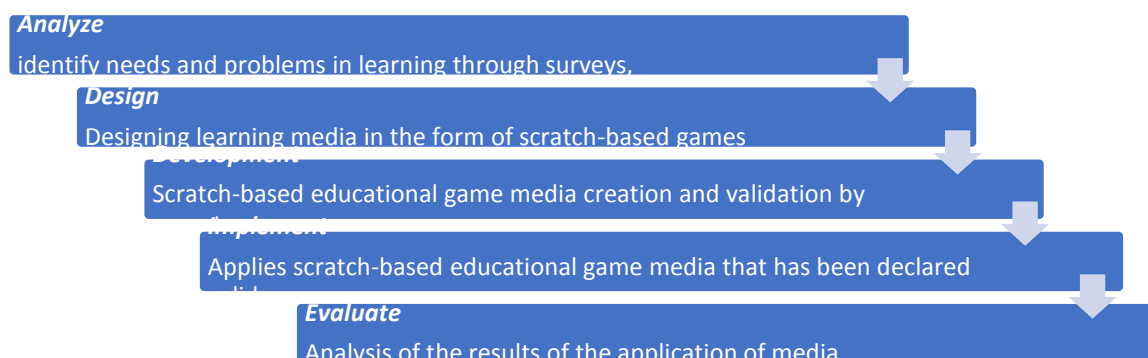 Analyze
identify needs and problems in learning through surveys,
Design
Designing learning media in the form of scratch-based games
Development
Scratch-based educational game media creation and validation by
Implement
Applies scratch-based educational game media that has been declared
Evaluate
Analysis of the results of the application of media